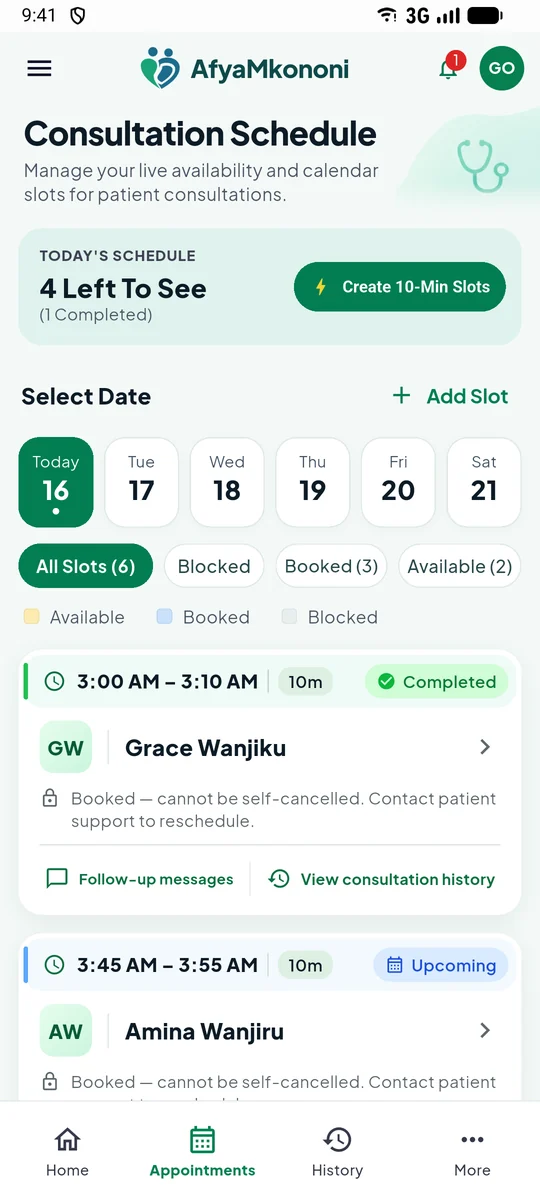 9:41
3G
AfyaMkononi
1
GO
Consultation Schedule
Manage your live availability and calendar
slots for patient consultations.
TODAY'S SCHEDULE
4 Left To See
(1 Completed)
Create 10-Min Slots
Select Date
+ Add Slot
Today
16
Tue
17
Wed
18
Thu
19
Fri
20
Sat
21
All Slots (6)
Blocked
Booked (3)
Available (2)
Available
Booked
Blocked
3:00 AM – 3:10 AM
10m
Completed
GW
Grace Wanjiku
Booked — cannot be self-cancelled. Contact patient
support to reschedule.
Follow-up messages
View consultation history
3:45 AM – 3:55 AM
10m
Upcoming
AW
Amina Wanjiru
Booked — cannot be self-cancelled. Contact patient
Home
Appointments
History
More